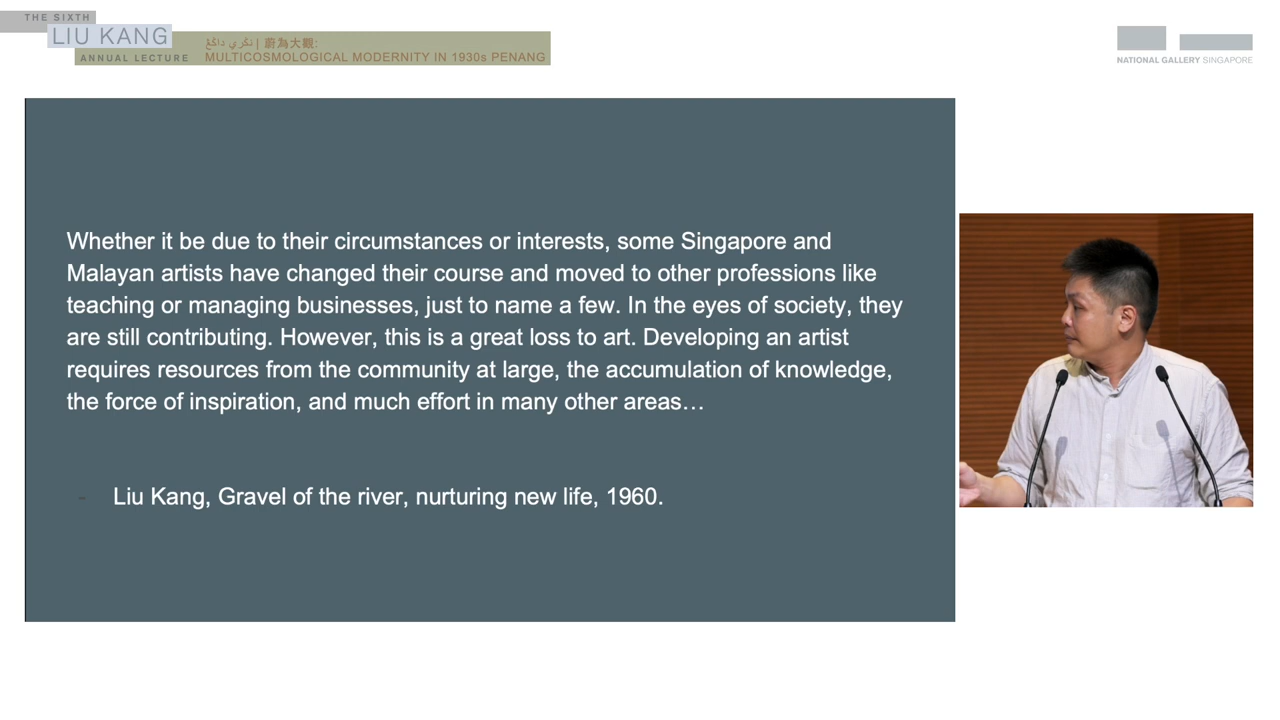 THE SIXTH
LIU KANG
ANNUAL LECTURE
نݢري داڠڠ | 蔚為大觀:
MULTICOSMOLOGICAL MODERNITY IN 1930s PENANG
NATIONAL GALLERY SINGAPORE
Whether it be due to their circumstances or interests, some Singapore and
Malayan artists have changed their course and moved to other professions like
teaching or managing businesses, just to name a few. In the eyes of society, they
are still contributing. However, this is a great loss to art. Developing an artist
requires resources from the community at large, the accumulation of knowledge,
the force of inspiration, and much effort in many other areas…
- Liu Kang, Gravel of the river, nurturing new life, 1960.